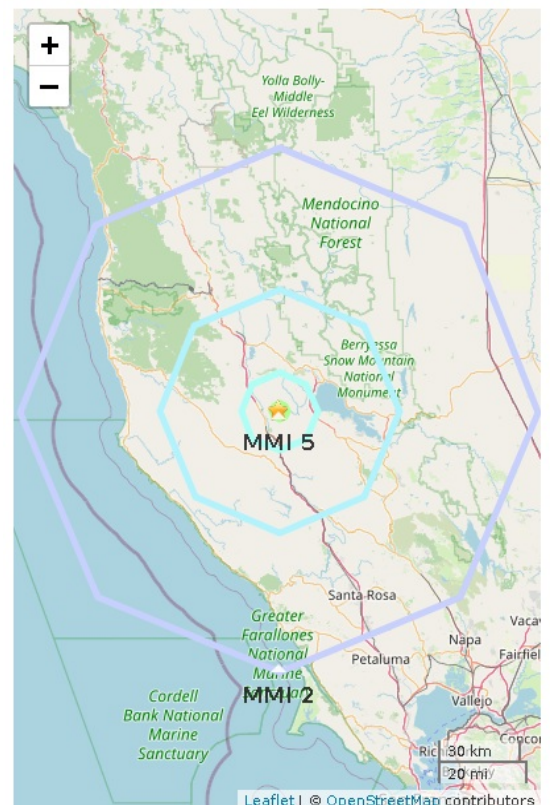 +
−
Yolla Bolly-
Middle
Eel Wilderness
Mendocino
National
Forest
Berryessa
Snow Mountain
National
Monument
MMI 5
Santa Rosa
Greater
Farallones
National
Marine
Napa
Vacav
Petaluma
Fairfiel
MMI 2
Cordell
Bank National
Marine
Sanctuary
Vallejo
Concor
30 km
20 mi
Leaflet | © OpenStreetMap contributors